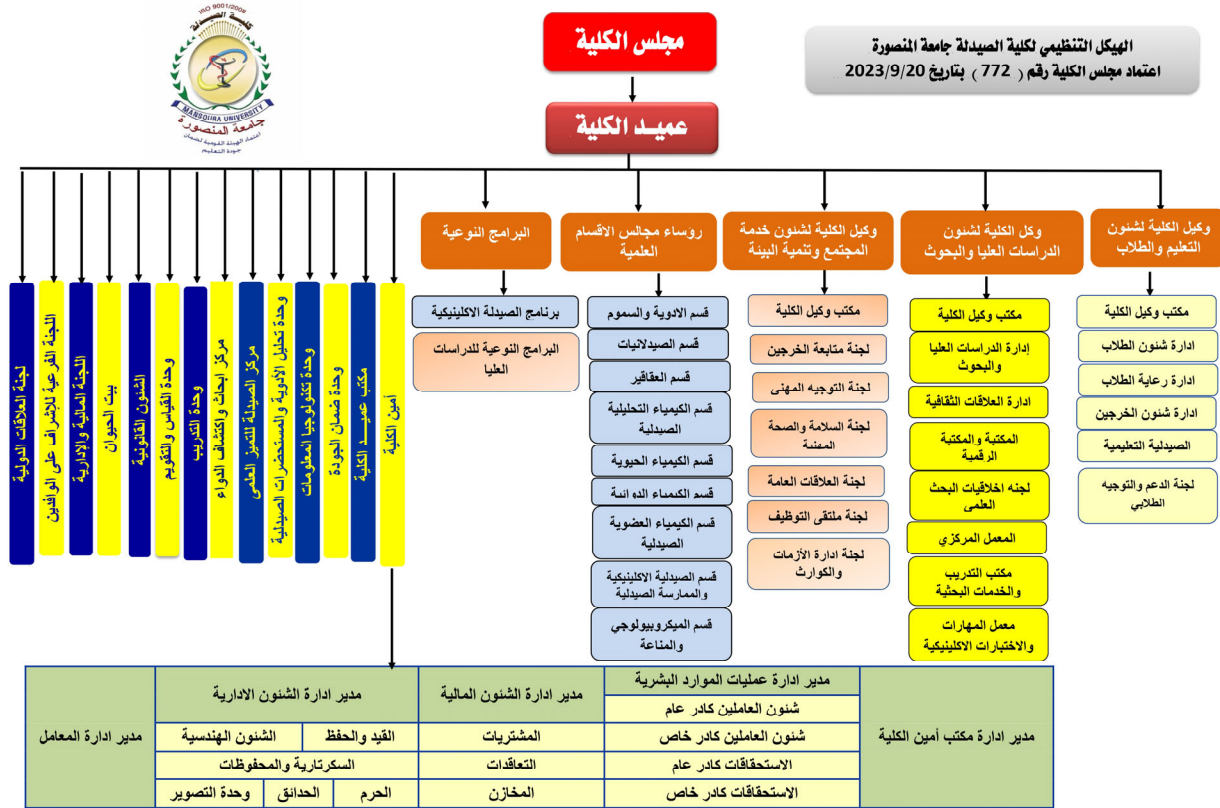 ISO 9001/2008
كلية الصيدلة
MANSOURA UNIVERSITY
جامعة المنصورة
اعتماد الهيئة القومية لضمان
جودة التعليم
مجلس الكلية
الهيكل التنظيمي لكلية الصيدلة جامعة المنصورة
اعتماد مجلس الكلية رقم ( 772 ) بتاريخ 2023/9/20
عميـد الكلية
وكيل الكلية لشئون
التعليم والطلاب
مكتب وكيل الكلية
ادارة شئون الطلاب
ادارة رعاية الطلاب
ادارة شئون الخرجين
الصيدلية التعليمية
لجنة الدعم والتوجيه
الطلابي
وكل الكلية لشئون
الدراسات العليا والبحوث
مكتب وكيل الكلية
إدارة الدراسات العليا
والبحوث
ادارة العلاقات الثقافية
المكتبة والمكتبة
الرقمية
لجنه اخلاقيات البحث
العلمى
المعمل المركزي
مكتب التدريب
والخدمات البحثية
معمل المهارات
والاختبارات الاكلينيكية
وكيل الكلية لشئون خدمة
المجتمع وتنمية البيئة
مكتب وكيل الكلية
لجنة متابعة الخرجين
لجنة التوجيه المهنى
لجنة السلامة والصحة
المهنية
لجنة العلاقات العامة
لجنة ملتقى التوظيف
لجنة ادارة الأزمات
والكوارث
روساء مجالس الاقسام
العلمية
قسم الادوية والسموم
قسم الصيدلانيات
قسم العقاقير
قسم الكيمياء التحليلية
الصيدلية
قسم الكيمياء الحيوية
قسم الكيمياء الدوائية
قسم الكيمياء العضوية
الصيدلية
قسم الصيدلية الاكلينيكية
والممارسة الصيدلية
قسم الميكروبيولوجي
والمناعة
البرامج النوعية
برنامج الصيدلة الاكلينيكية
البرامج النوعية للدراسات
العليا
أمين الكلية
مكتب عميــد الكلية
وحدة ضمان الجودة
وحدة تكنولوجيا المعلومات
وحدة تحليل الأدوية والمستحضرات الصيدلية
مركز الصيدلة للتميز العلمى
مركز ابحاث واكتشاف الدواء
وحدة التدريب
وحدة القياس والتقويم
الشئون القانونية
بيت الحيوان
اللجنة المالية والإدارية
اللجنة الفرعية للإشراف على الوافدين
لجنة العلاقات الدولية
مدير ادارة مكتب أمين الكلية
مدير ادارة عمليات الموارد البشرية
شئون العاملين كادر عام
شئون العاملين كادر خاص
الاستحقاقات كادر عام
الاستحقاقات كادر خاص
مدير ادارة الشئون المالية
المشتريات
التعاقدات
المخازن
مدير ادارة الشئون الادارية
القيد والحفظ
الشئون الهندسية
السكرتارية والمحفوظات
الحرم
الحدائق
وحدة التصوير
مدير ادارة المعامل